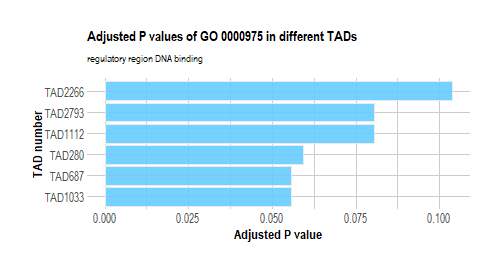 Adjusted P values of GO 0000975 in different TADs
regulatory region DNA binding
TAD number
TAD2266
TAD2793
TAD1112
TAD280
TAD687
TAD1033
0.000 0.025 0.050 0.075 0.100
Adjusted P value